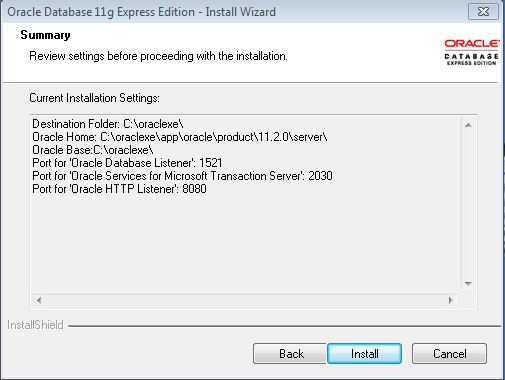 Oracle Database 11g Express Edition - Install Wizard
Summary
Review settings before proceeding with the installation.
ORACLE
DATABASE
EXPRESS EDITION
Current Installation Settings:
Destination Folder: C:\oraclexe\
Oracle Home: C:\oraclexe\app\oracle\product\11.2.0\server\
Oracle Base:C:\oraclexe\
Port for 'Oracle Database Listener': 1521
Port for 'Oracle Services for Microsoft Transaction Server': 2030
Port for 'Oracle HTTP Listener': 8080
InstallShield
Back
Install
Cancel